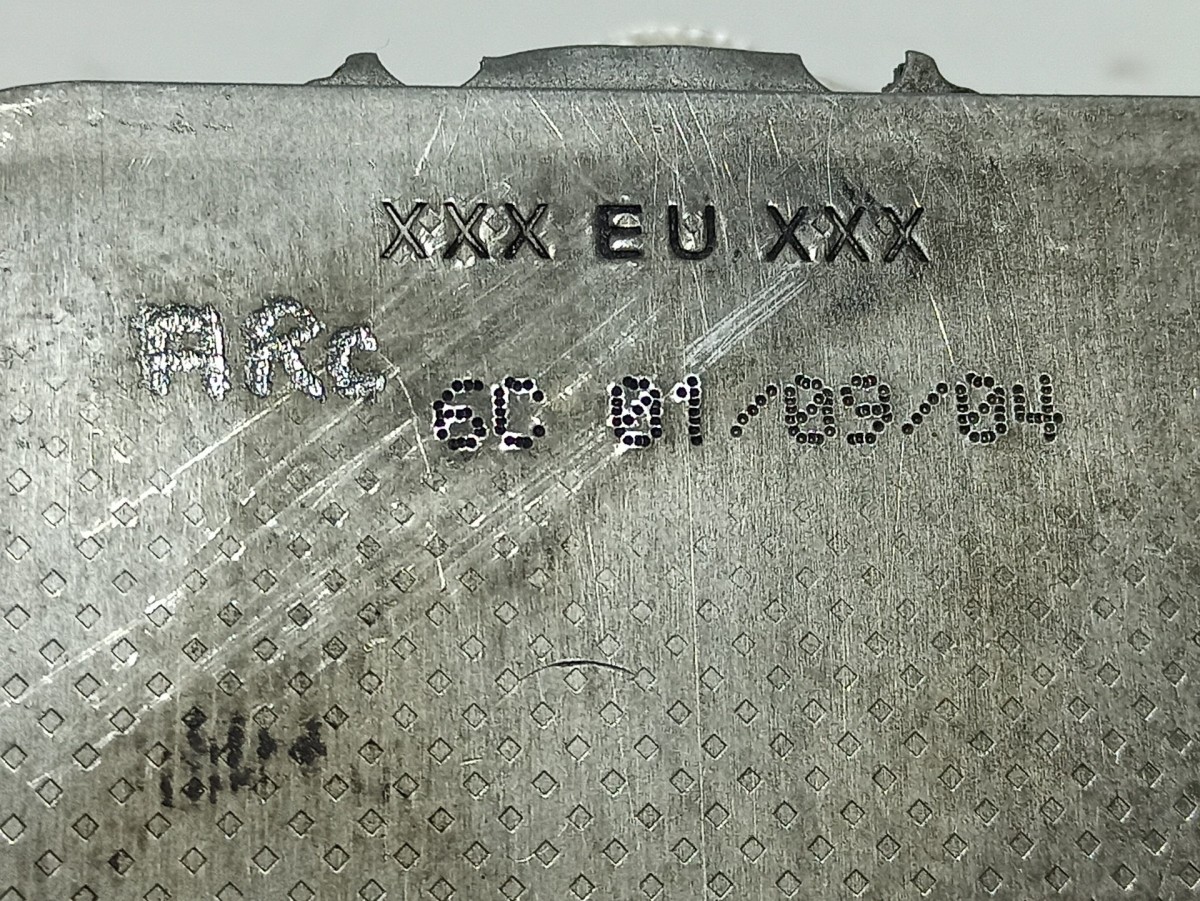 XXX EU XXX
ARc
6C 01/09/04